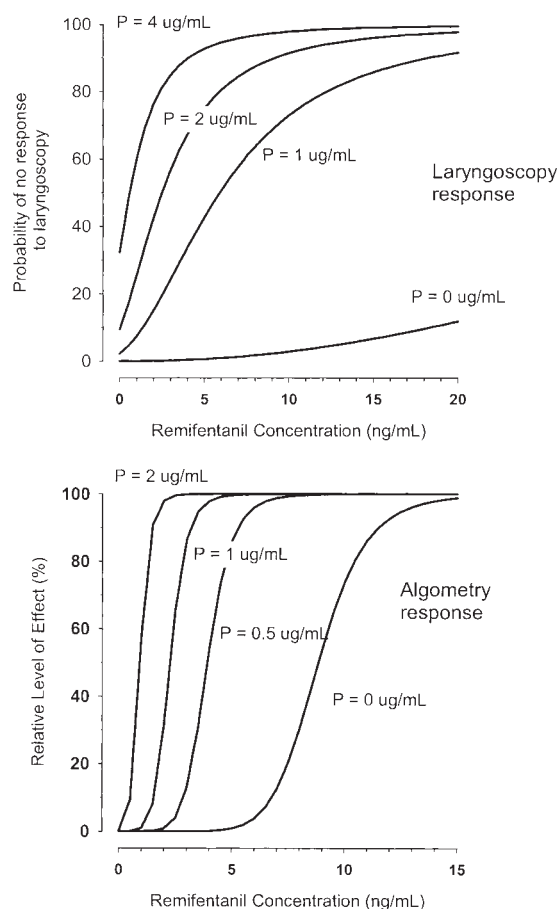 P = 4 ug/mL
P = 2 ug/mL
P = 1 ug/mL
P = 0 ug/mL
Laryngoscopy
response
Probability of no response
to laryngoscopy
100
80
60
40
20
0
0 5 10 15 20
Remifentanil Concentration (ng/mL)
P = 2 ug/mL
P = 1 ug/mL
P = 0.5 ug/mL
P = 0 ug/mL
Algometry
response
Relative Level of Effect (%)
100
80
60
40
20
0
0 5 10 15
Remifentanil Concentration (ng/mL)